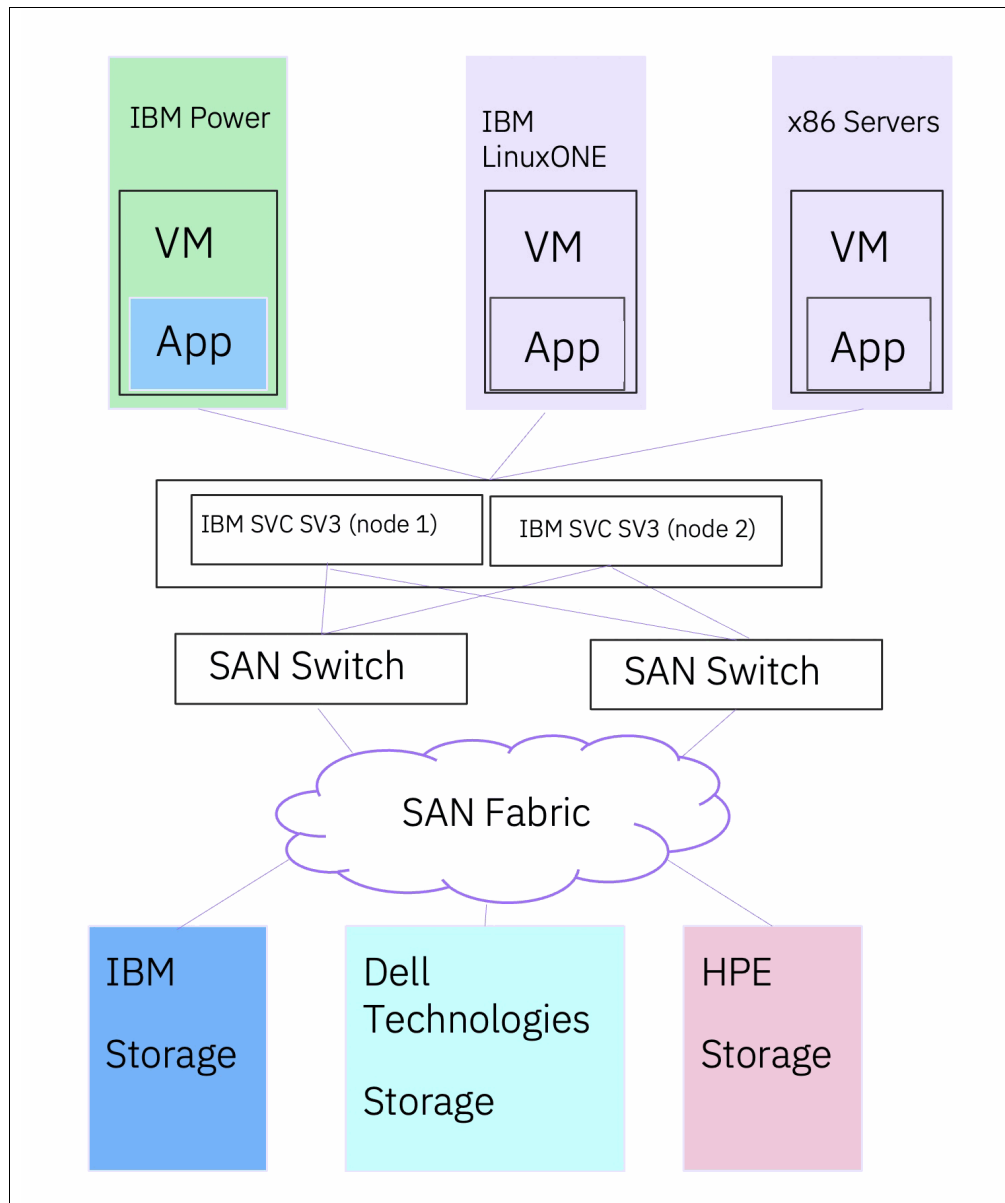 IBM Power
IBM
LinuxONE
x86 Servers
VM
VM
VM
App
App
App
IBM SVC SV3 (node 1)
IBM SVC SV3 (node 2)
SAN Switch
SAN Switch
SAN Fabric
IBM
Storage
Dell
Technologies
Storage
HPE
Storage